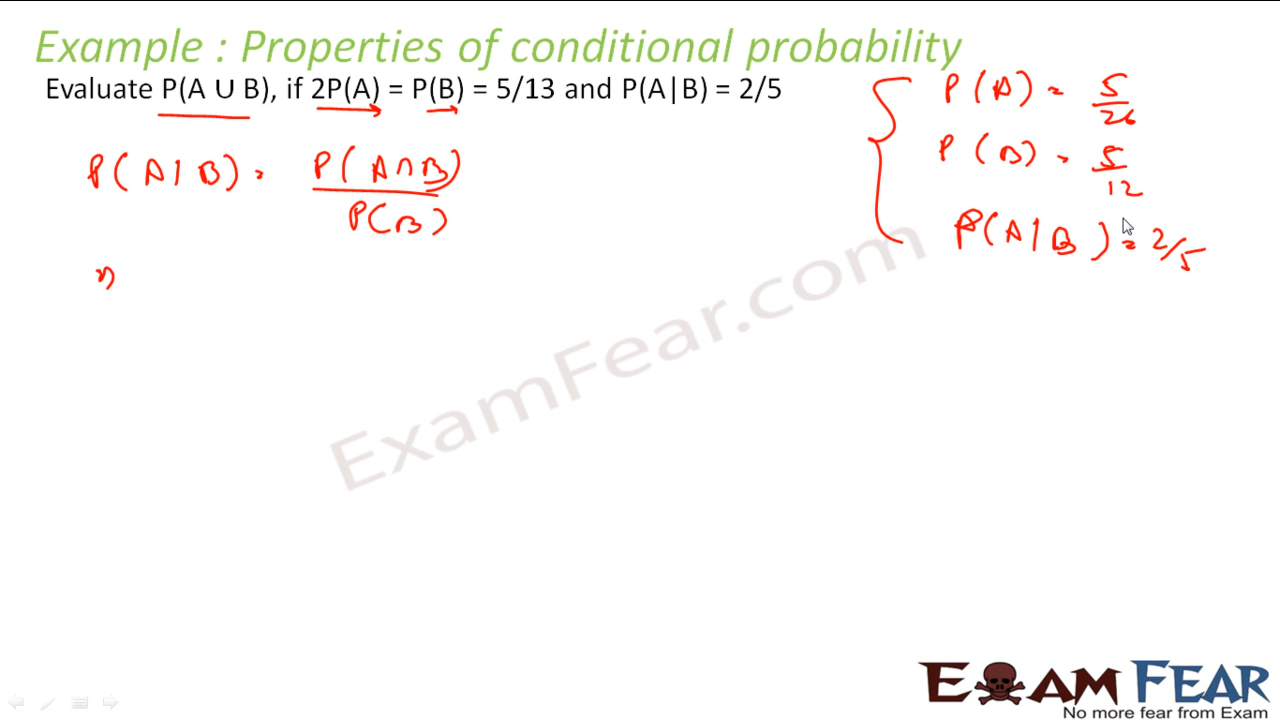 Example : Properties of conditional probability
Evaluate P(A ∪ B), if 2P(A) = P(B) = 5/13 and P(A|B) = 2/5
P(A) = 5/26
P(B) = 5/12
P(A|B) = 2/5
P(A|B) = P(A∩B)/P(B)
ExamFear.com
EXAM FEAR
No more fear from Exam